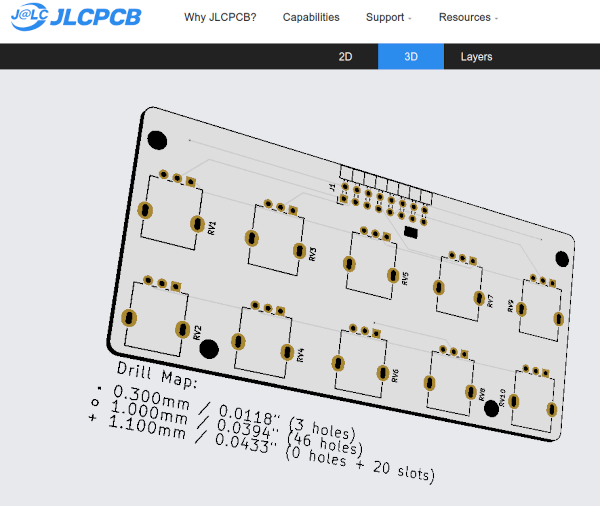 J@LC JLCPCB
Why JLCPCB? Capabilities Support Resources
2D 3D Layers
J1
RV1 RV3 RV5 RV7 RV9
RV2 RV4 RV6 RV8 RV10
Drill Map:
0.300mm / 0.0118" (3 holes)
1.000mm / 0.0394" (46 holes)
+ 1.100mm / 0.0433" (0 holes + 20 slots)